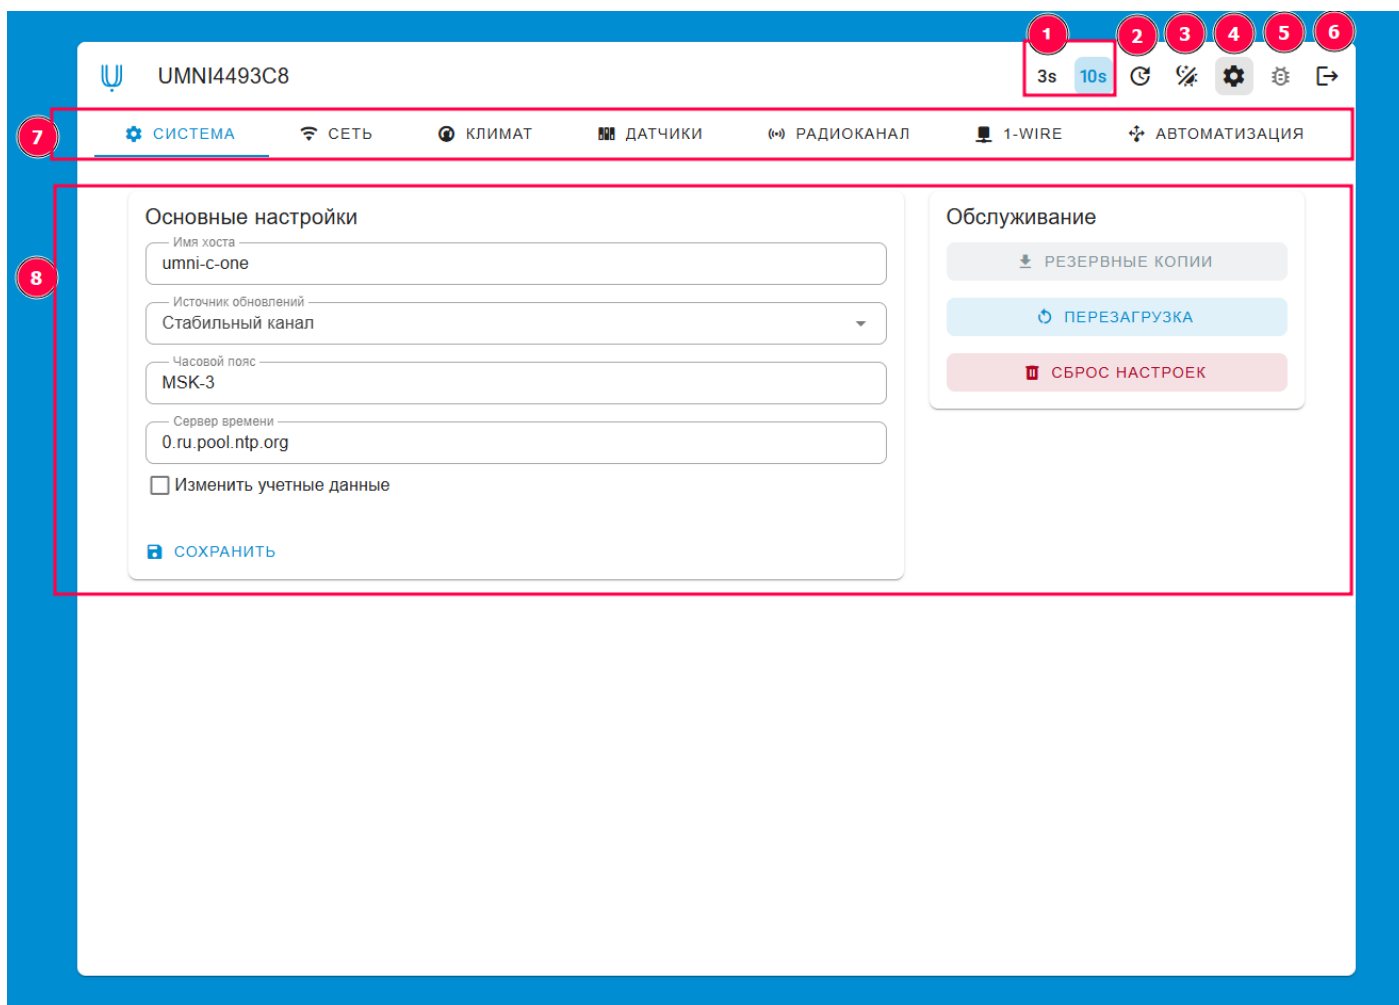 1 2 3 4 5 6
UMNI4493C8 3s 10s
7 СИСТЕМА СЕТЬ КЛИМАТ ДАТЧИКИ РАДИОКАНАЛ 1-WIRE АВТОМАТИЗАЦИЯ
8
Основные настройки
Имя хоста
umni-c-one
Источник обновлений
Стабильный канал
Часовой пояс
MSK-3
Сервер времени
0.ru.pool.ntp.org
Изменить учетные данные
СОХРАНИТЬ
Обслуживание
РЕЗЕРВНЫЕ КОПИИ
ПЕРЕЗАГРУЗКА
СБРОС НАСТРОЕК